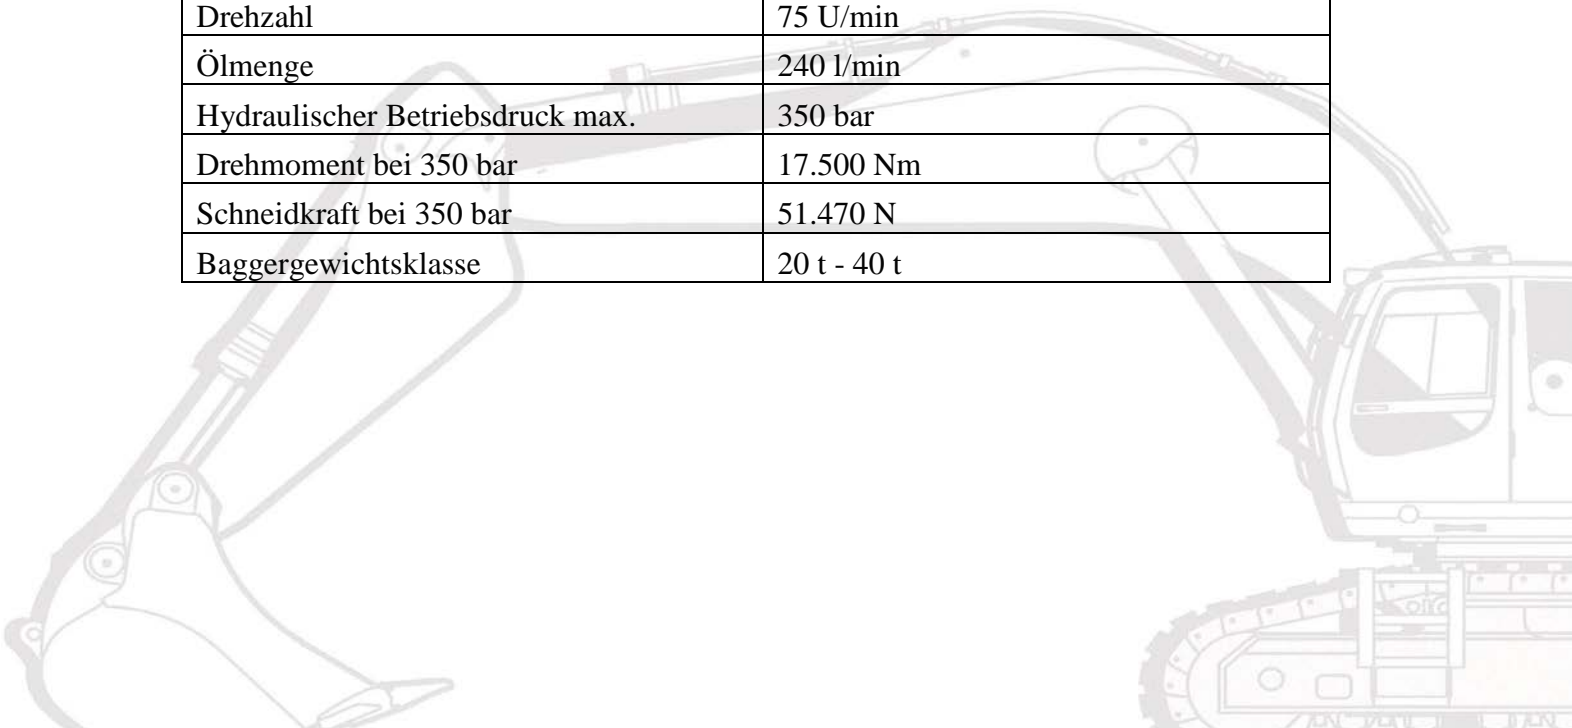 Drehzahl 75 U/min
Ölmenge 240 l/min
Hydraulischer Betriebsdruck max. 350 bar
Drehmoment bei 350 bar 17.500 Nm
Schneidkraft bei 350 bar 51.470 N
Baggergewichtsklasse 20 t - 40 t